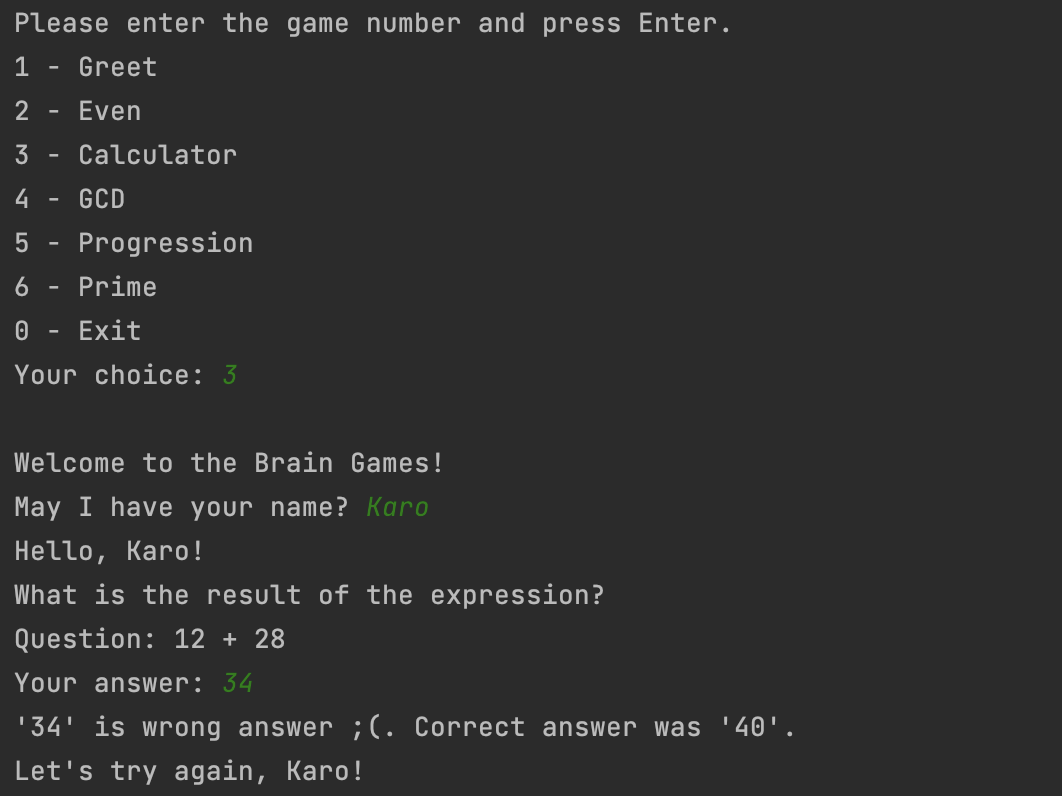 Please enter the game number and press Enter.
1 - Greet
2 - Even
3 - Calculator
4 - GCD
5 - Progression
6 - Prime
0 - Exit
Your choice: 3
Welcome to the Brain Games!
May I have your name? Karo
Hello, Karo!
What is the result of the expression?
Question: 12 + 28
Your answer: 34
'34' is wrong answer ;(. Correct answer was '40'.
Let's try again, Karo!